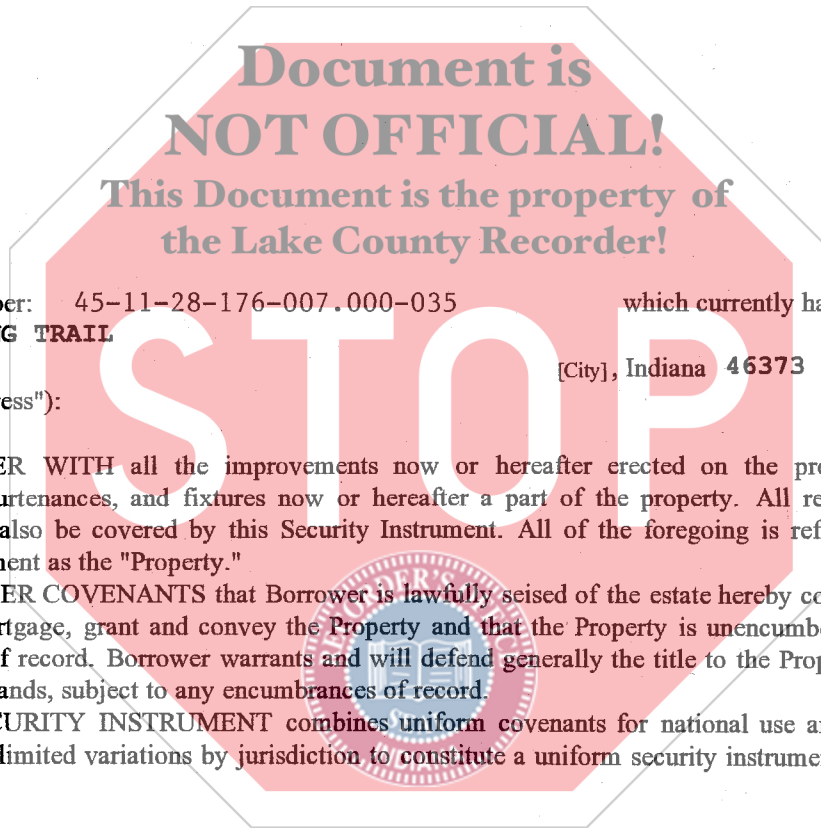 Document is
NOT OFFICIAL!
This Document is the property of
the Lake County Recorder!
ber: 45-11-28-176-007.000-035 which currently ha
G TRAIL
[City], Indiana 46373
ress"):
STOP
ER WITH all the improvements now or hereafter erected on the pr
urtenances, and fixtures now or hereafter a part of the property. All re
also be covered by this Security Instrument. All of the foregoing is ref
ment as the "Property."
ER COVENANTS that Borrower is lawfully seised of the estate hereby co
rtgage, grant and convey the Property and that the Property is unencumb
f record. Borrower warrants and will defend generally the title to the Prop
ands, subject to any encumbrances of record.
CURITY INSTRUMENT combines uniform covenants for national use a
limited variations by jurisdiction to constitute a uniform security instrume
RECORDER'S
INDIANA